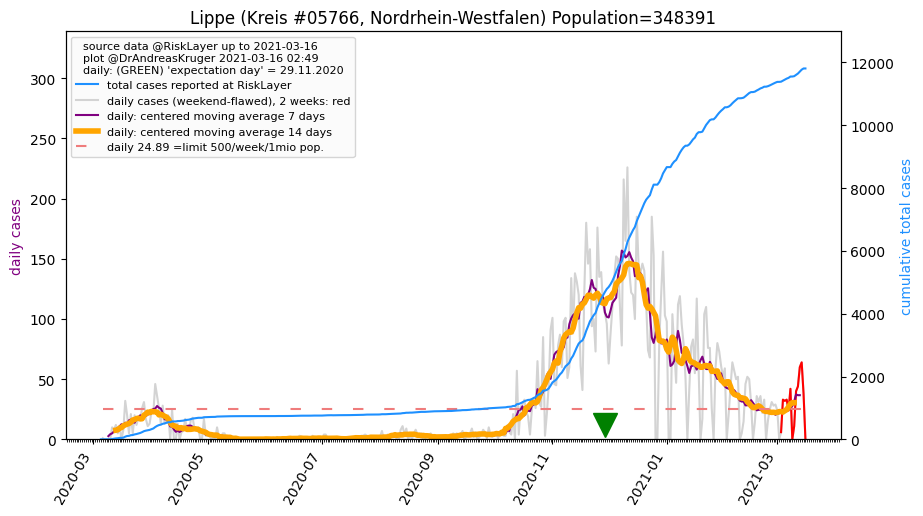 Lippe (Kreis #05766, Nordrhein-Westfalen) Population=348391
source data @RiskLayer up to 2021-03-16
plot @DrAndreasKruger 2021-03-16 02:49
daily: (GREEN) 'expectation day' = 29.11.2020
total cases reported at RiskLayer
daily cases (weekend-flawed), 2 weeks: red
daily: centered moving average 7 days
daily: centered moving average 14 days
daily 24.89 =limit 500/week/1mio pop.
daily cases
300
250
200
150
100
50
0
12000
10000
8000
6000
4000
2000
0
cumulative total cases
2020-03
2020-05
2020-07
2020-09
2020-11
2021-01
2021-03